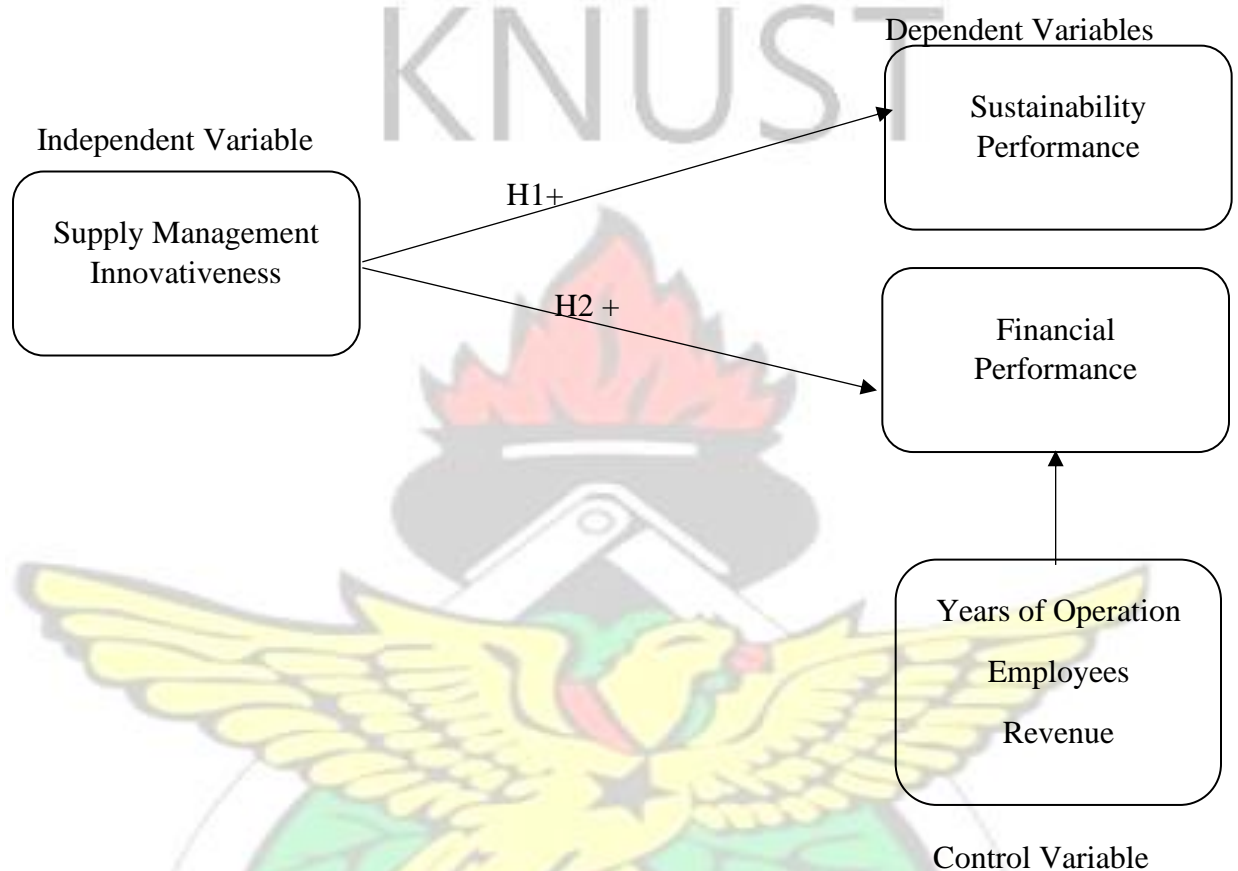 KNUST
Dependent Variables
Sustainability
Performance
Independent Variable
Supply Management
Innovativeness
H1+
H2 +
Financial
Performance
Years of Operation
Employees
Revenue
Control Variable